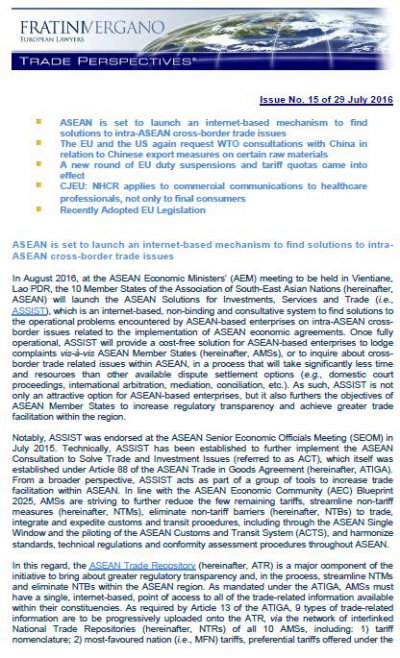 FRATINIVERGANO
EUROPEAN LAWYERS
TRADE PERSPECTIVES®
Issue No. 15 of 29 July 2016
ASEAN is set to launch an internet-based mechanism to find
solutions to intra-ASEAN cross-border trade issues
The EU and the US again request WTO consultations with China in
relation to Chinese export measures on certain raw materials
A new round of EU duty suspensions and tariff quotas came into
effect
CJEU: NHCR applies to commercial communications to healthcare
professionals, not only to final consumers
Recently Adopted EU Legislation
ASEAN is set to launch an internet-based mechanism to find solutions to intra-
ASEAN cross-border trade issues
In August 2016, at the ASEAN Economic Ministers' (AEM) meeting to be held in Vientiane,
Lao PDR, the 10 Member States of the Association of South-East Asian Nations (hereinafter,
ASEAN) will launch the ASEAN Solutions for Investments, Services and Trade (i.e.,
ASSIST), which is an internet-based, non-binding and consultative system to find solutions to
the operational problems encountered by ASEAN-based enterprises on intra-ASEAN cross-
border issues related to the implementation of ASEAN economic agreements. Once fully
operational, ASSIST will provide a cost-free solution for ASEAN-based enterprises to lodge
complaints vis-à-vis ASEAN Member States (hereinafter, AMSs), or to inquire about cross-
border trade related issues within ASEAN, in a process that will take significantly less time
and resources than other available dispute settlement options (e.g., domestic court
proceedings, international arbitration, mediation, conciliation, etc.). As such, ASSIST is not
only an attractive option for ASEAN-based enterprises, but it also furthers the objectives of
ASEAN Member States to increase regulatory transparency and achieve greater trade
facilitation within the region.
Notably, ASSIST was endorsed at the ASEAN Senior Economic Officials Meeting (SEOM) in
July 2015. Technically, ASSIST has been established to further implement the ASEAN
Consultation to Solve Trade and Investment Issues (referred to as ACT), which itself was
established under Article 88 of the ASEAN Trade in Goods Agreement (hereinafter, ATIGA).
From a broader perspective, ASSIST acts as part of a group of tools to increase trade
facilitation within ASEAN. In line with the ASEAN Economic Community (AEC) Blueprint
2025, AMSs are striving to further reduce the few remaining tariffs, streamline non-tariff
measures (hereinafter, NTMs), eliminate non-tariff barriers (hereinafter, NTBs) to trade,
integrate and expedite customs and transit procedures, including through the ASEAN Single
Window and the piloting of the ASEAN Customs and Transit System (ACTS), and harmonize
standards, technical regulations and conformity assessment procedures throughout ASEAN.
In this regard, the ASEAN Trade Repository (hereinafter, ATR) is a major component of the
initiative to bring about greater regulatory transparency and, in the process, streamline NTMs
and eliminate NTBs within the ASEAN region. As mandated under the ATIGA, AMSs must
have a single, internet-based, point of access to all of the trade-related information available
within their constituencies. As required by Article 13 of the ATIGA, 9 types of trade-related
information are to be progressively uploaded onto the ATR, via the network of interlinked
National Trade Repositories (hereinafter, NTRs) of all 10 AMSs, including: 1) tariff
nomenclature; 2) most-favoured nation (i.e., MFN) tariffs, preferential tariffs offered under the